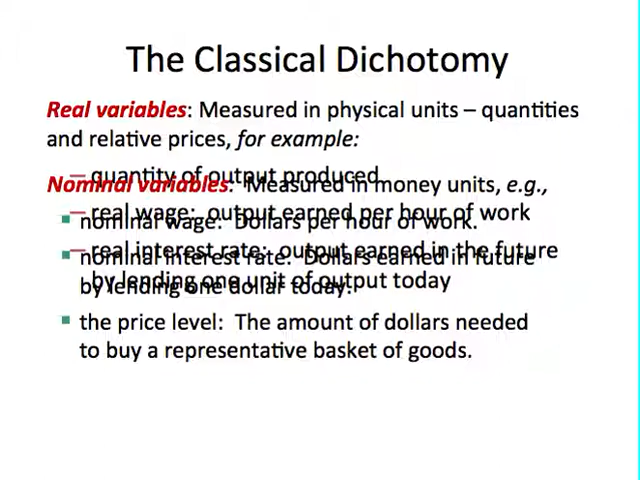 The Classical Dichotomy
Real variables: Measured in physical units – quantities
and relative prices, for example:
– quantity of output produced
Nominal variables: Measured in money units, e.g.,
– real wage: output earned per hour of work
nominal wage: Dollars per hour of work.
– real interest rate: output earned in the future
nominal interest rate: Dollars earned in future
by lending one unit of output today
by lending one dollar today.
the price level: The amount of dollars needed
to buy a representative basket of goods.